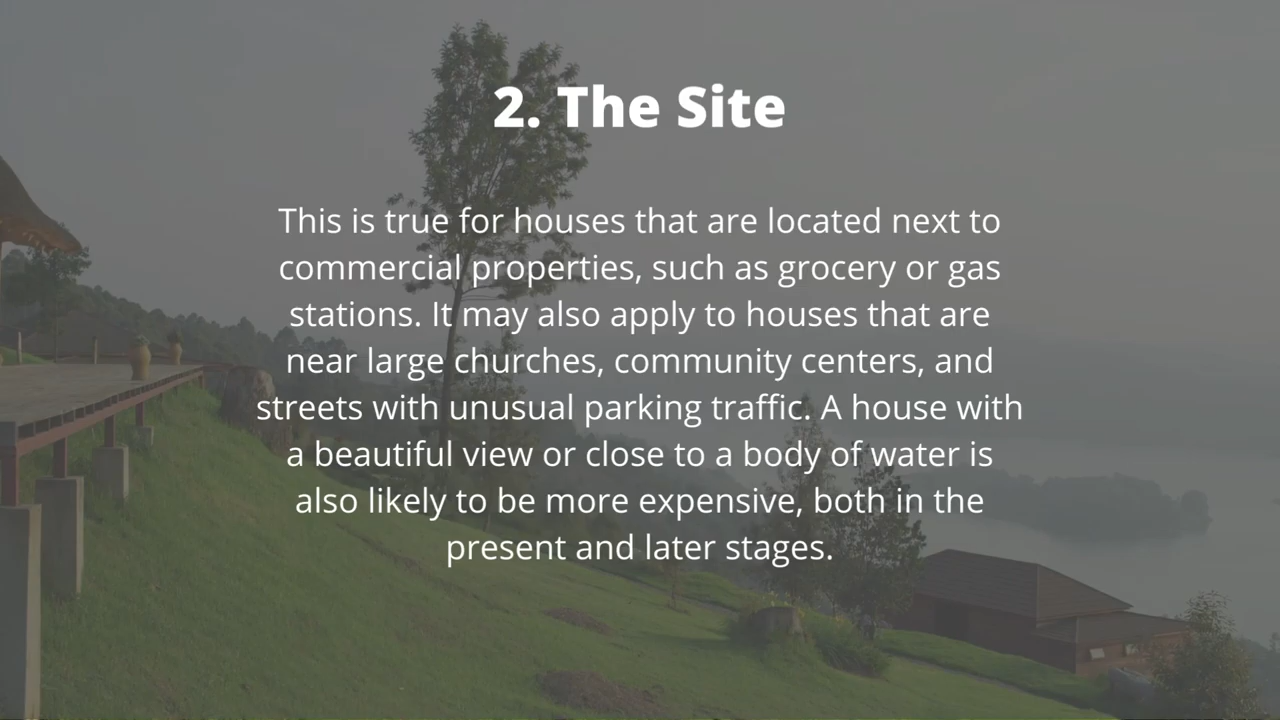 2. The Site
This is true for houses that are located next to
commercial properties, such as grocery or gas
stations. It may also apply to houses that are
near large churches, community centers, and
streets with unusual parking traffic. A house with
a beautiful view or close to a body of water is
also likely to be more expensive, both in the
present and later stages.